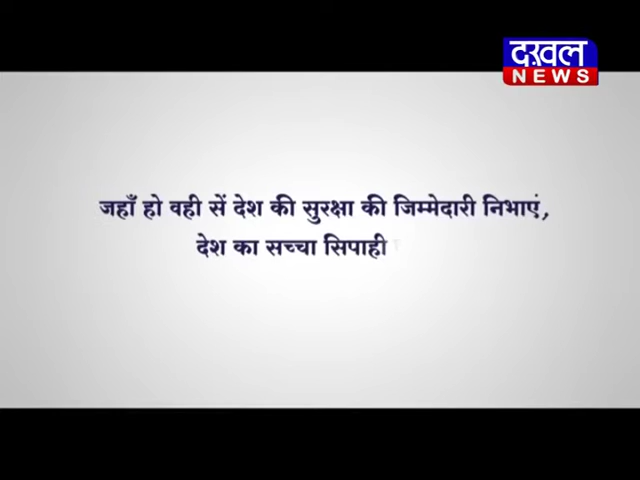 दख़ल
NEWS
जहाँ हो वही सें देश की सुरक्षा की जिम्मेदारी निभाएं,
देश का सच्चा सिपाही